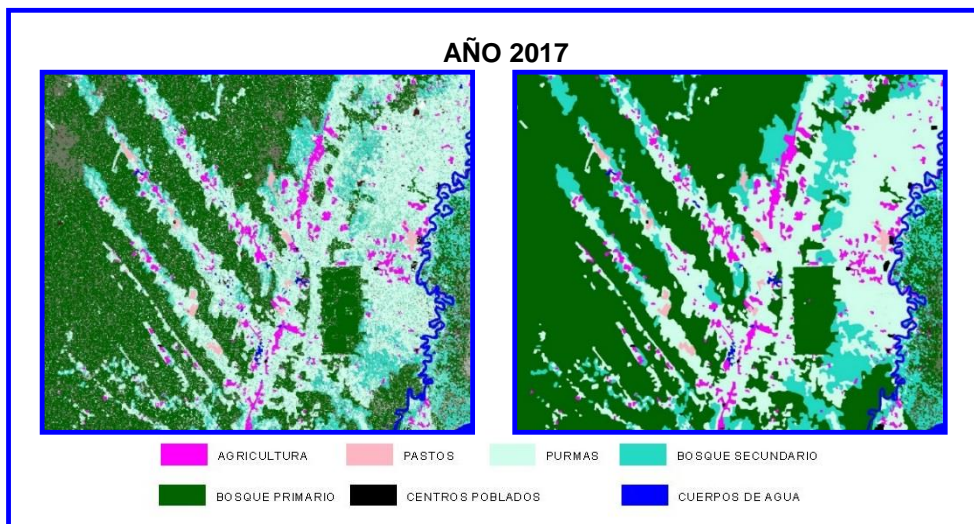 AÑO 2017
AGRICULTURA
PASTOS
PURMAS
BOSQUE SECUNDARIO
BOSQUE PRIMARIO
CENTROS POBLADOS
CUERPOS DE AGUA